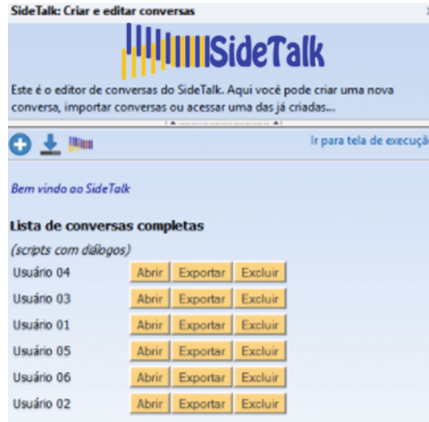 SideTalk: Criar e editar conversas
SideTalk
Este é o editor de conversas do SideTalk. Aqui você pode criar uma nova
conversa, importar conversas ou acessar uma das já criadas...
Ir para tela de execuçã
Bem vindo ao SideTalk
Lista de conversas completas
(scripts com diálogos)
Usuário 04 Abrir Exportar Excluir
Usuário 03 Abrir Exportar Excluir
Usuário 01 Abrir Exportar Excluir
Usuário 05 Abrir Exportar Excluir
Usuário 06 Abrir Exportar Excluir
Usuário 02 Abrir Exportar Excluir